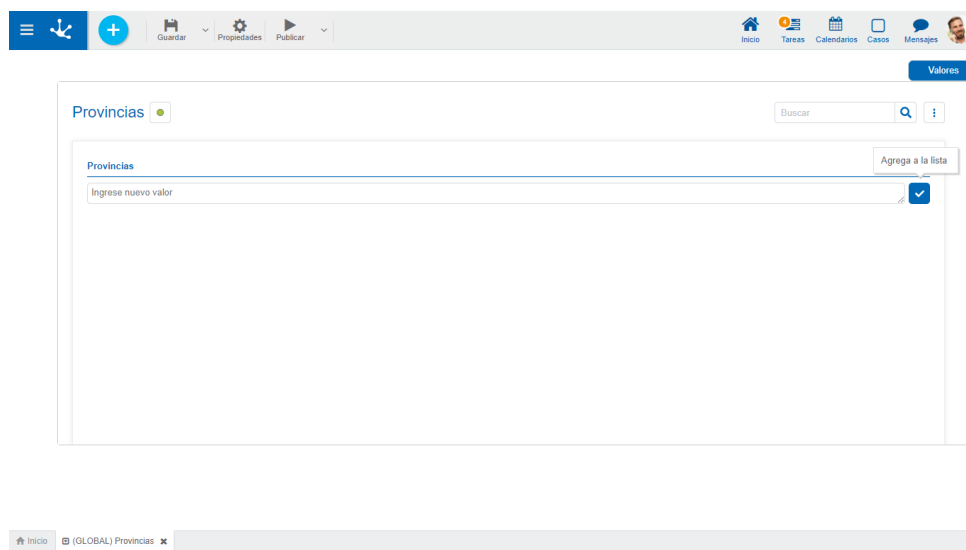 Guardar Propiedades Publicar Inicio 4 Tareas Calendarios Casos Mensajes
Valores
Provincias Buscar
Agrega a la lista
Provincias
Ingrese nuevo valor
Inicio (GLOBAL) Provincias